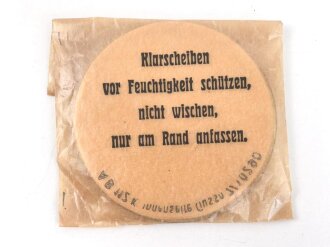 Klarscheiben
vor Feuchtigkeit schützen,
nicht wischen,
nur am Rand anfassen.